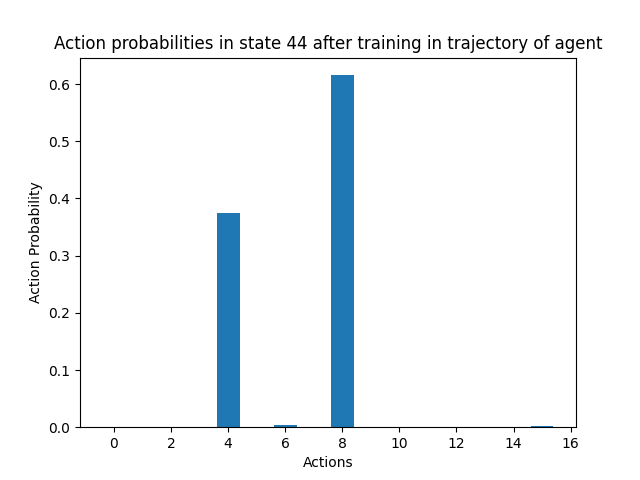 Action probabilities in state 44 after training in trajectory of agent
0.6
0.5
0.4
0.3
0.2
0.1
0.0
Action Probability
0 2 4 6 8 10 12 14 16
Actions